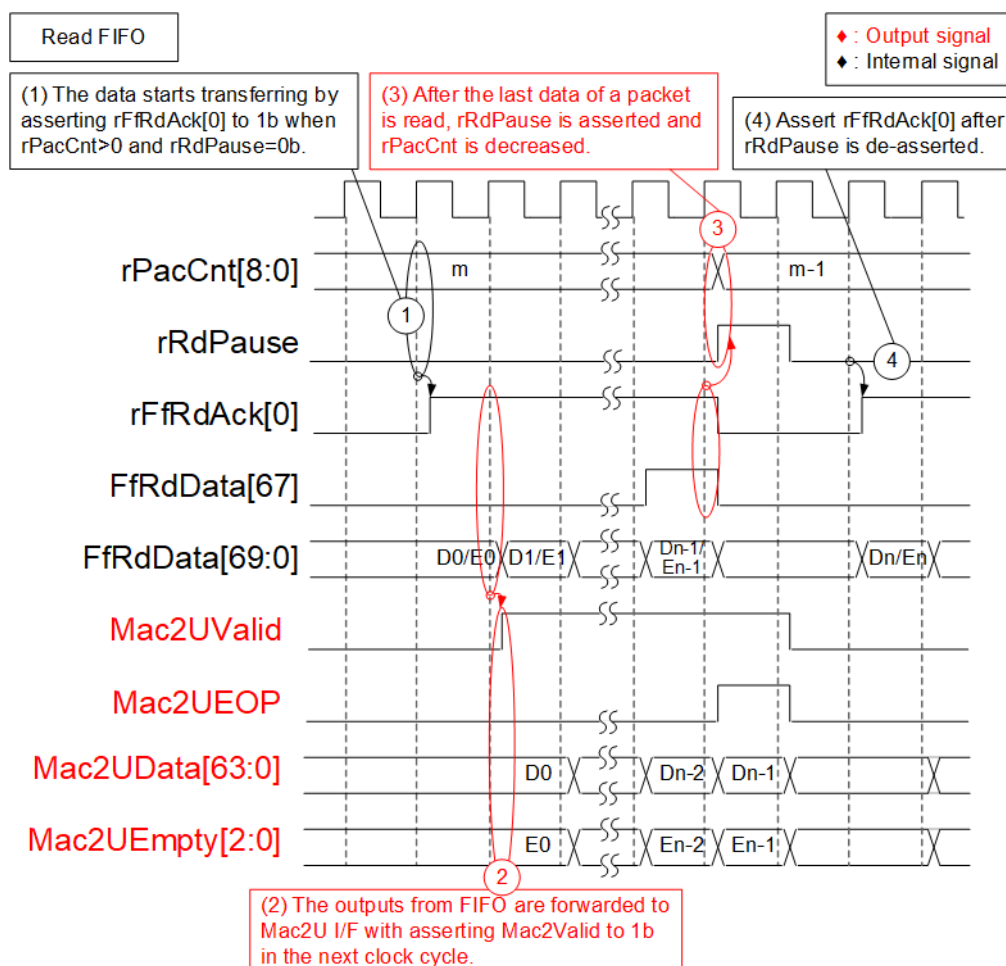 Read FIFO
♦ : Output signal
♦ : Internal signal
(1) The data starts transferring by
asserting rFfRdAck[0] to 1b when
rPacCnt>0 and rRdPause=0b.
(3) After the last data of a packet
is read, rRdPause is asserted and
rPacCnt is decreased.
(4) Assert rFfRdAck[0] after
rRdPause is de-asserted.
3
rPacCnt[8:0] m m-1
1
rRdPause 4
rFfRdAck[0]
FfRdData[67]
FfRdData[69:0] D0/E0 D1/E1 Dn-1/ Dn/En
En-1
Mac2UValid
Mac2UEOP
Mac2UData[63:0] D0 Dn-2 Dn-1
Mac2UEmpty[2:0] E0 En-2 En-1
2
(2) The outputs from FIFO are forwarded to
Mac2U I/F with asserting Mac2Valid to 1b
in the next clock cycle.